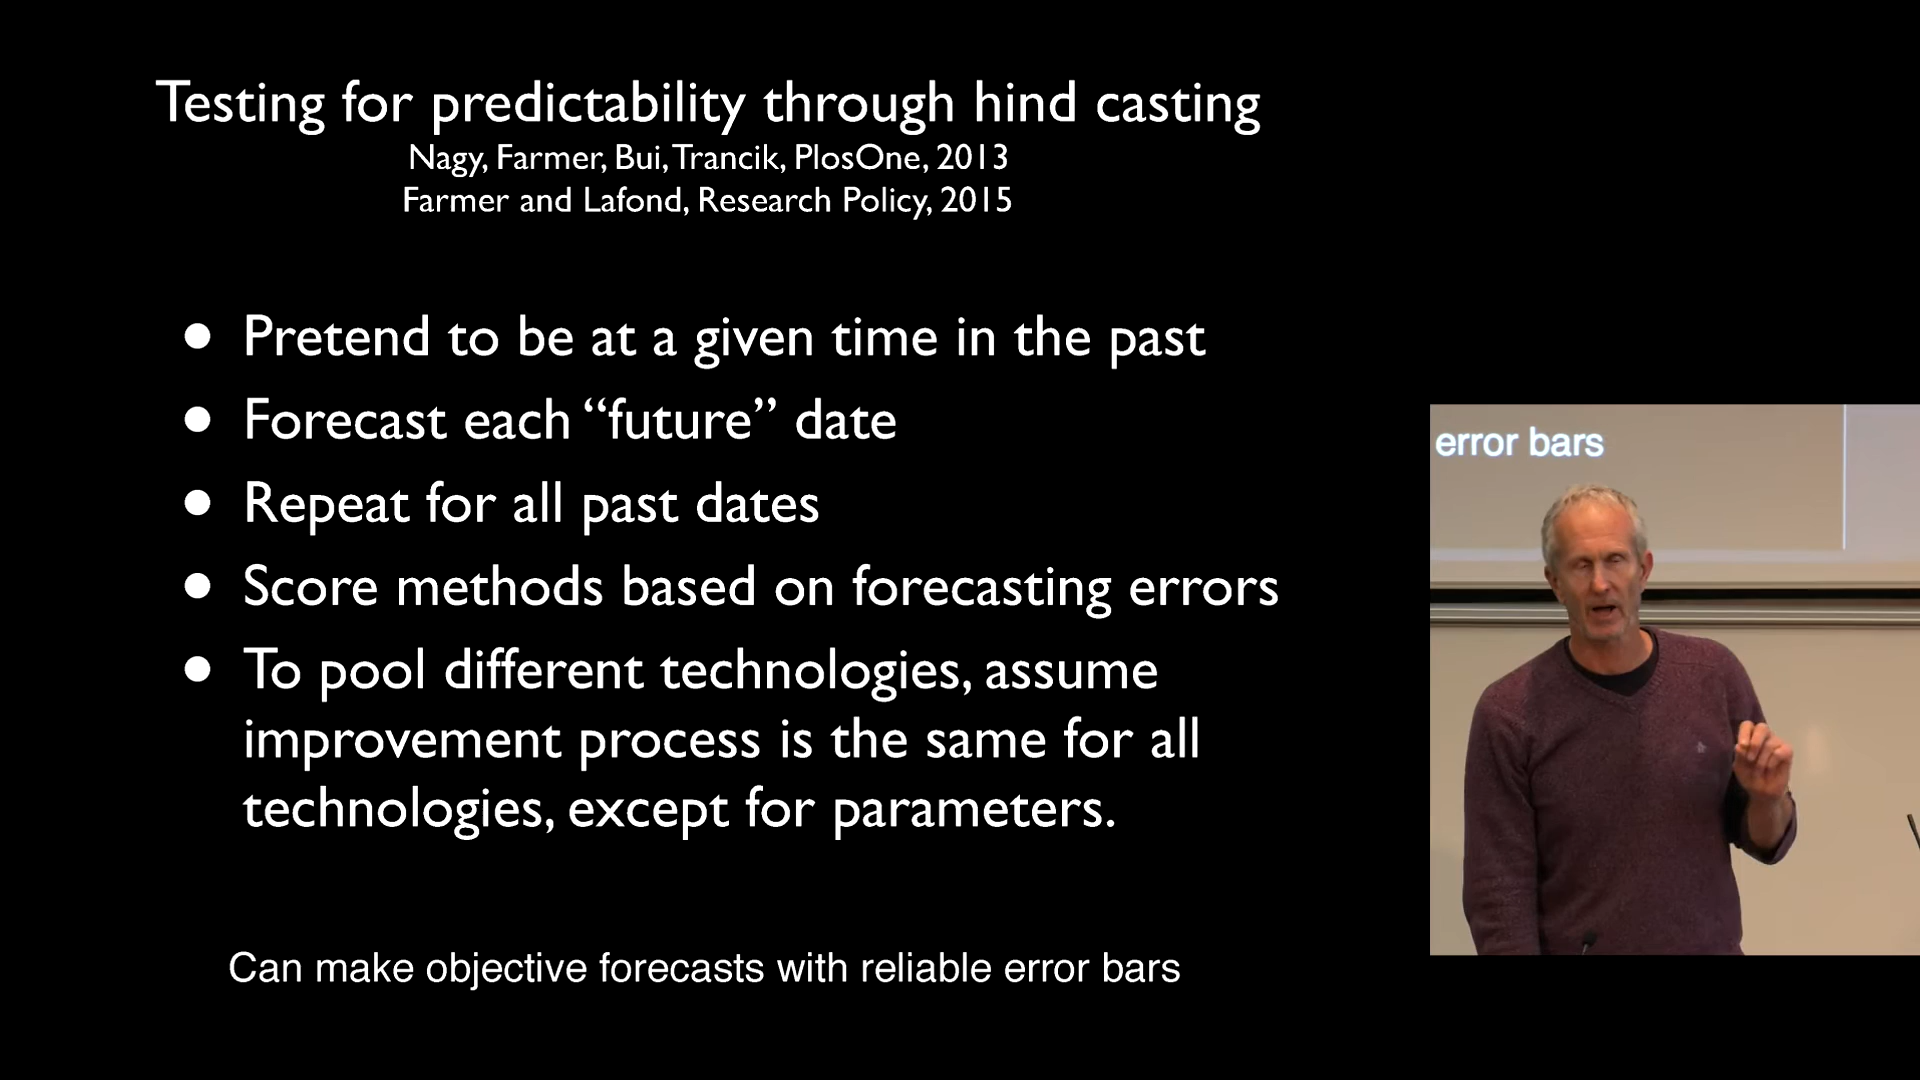 Testing for predictability through hind casting
Nagy, Farmer, Bui, Trancik, PlosOne, 2013
Farmer and Lafond, Research Policy, 2015
• Pretend to be at a given time in the past
• Forecast each “future” date
• Repeat for all past dates
• Score methods based on forecasting errors
• To pool different technologies, assume
improvement process is the same for all
technologies, except for parameters.
Can make objective forecasts with reliable error bars
error bars